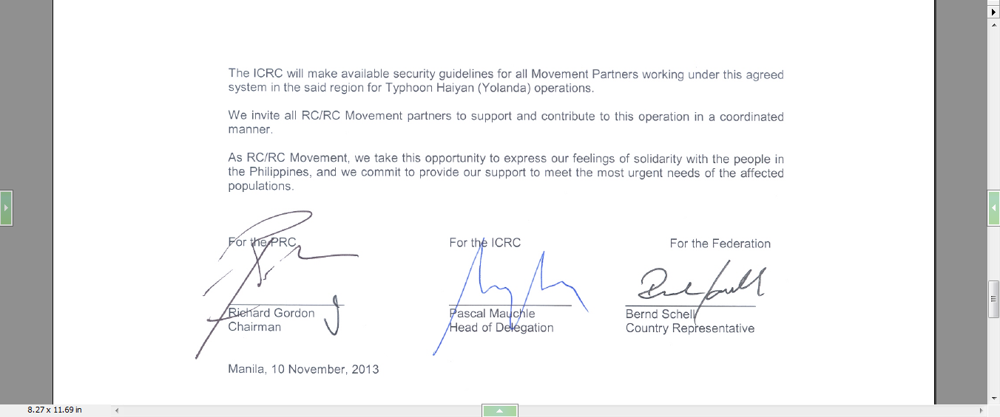 The ICRC will make available security guidelines for all Movement Partners working under this agreed
system in the said region for Typhoon Haiyan (Yolanda) operations.
We invite all RC/RC Movement partners to support and contribute to this operation in a coordinated
manner.
As RC/RC Movement, we take this opportunity to express our feelings of solidarity with the people in
the Philippines, and we commit to provide our support to meet the most urgent needs of the affected
populations.
For the PRC
For the ICRC
For the Federation
Richard Gordon
Chairman
Pascal Mauchle
Head of Delegation
Bernd Schell
Country Representative
Manila, 10 November, 2013
8.27 x 11.69 in